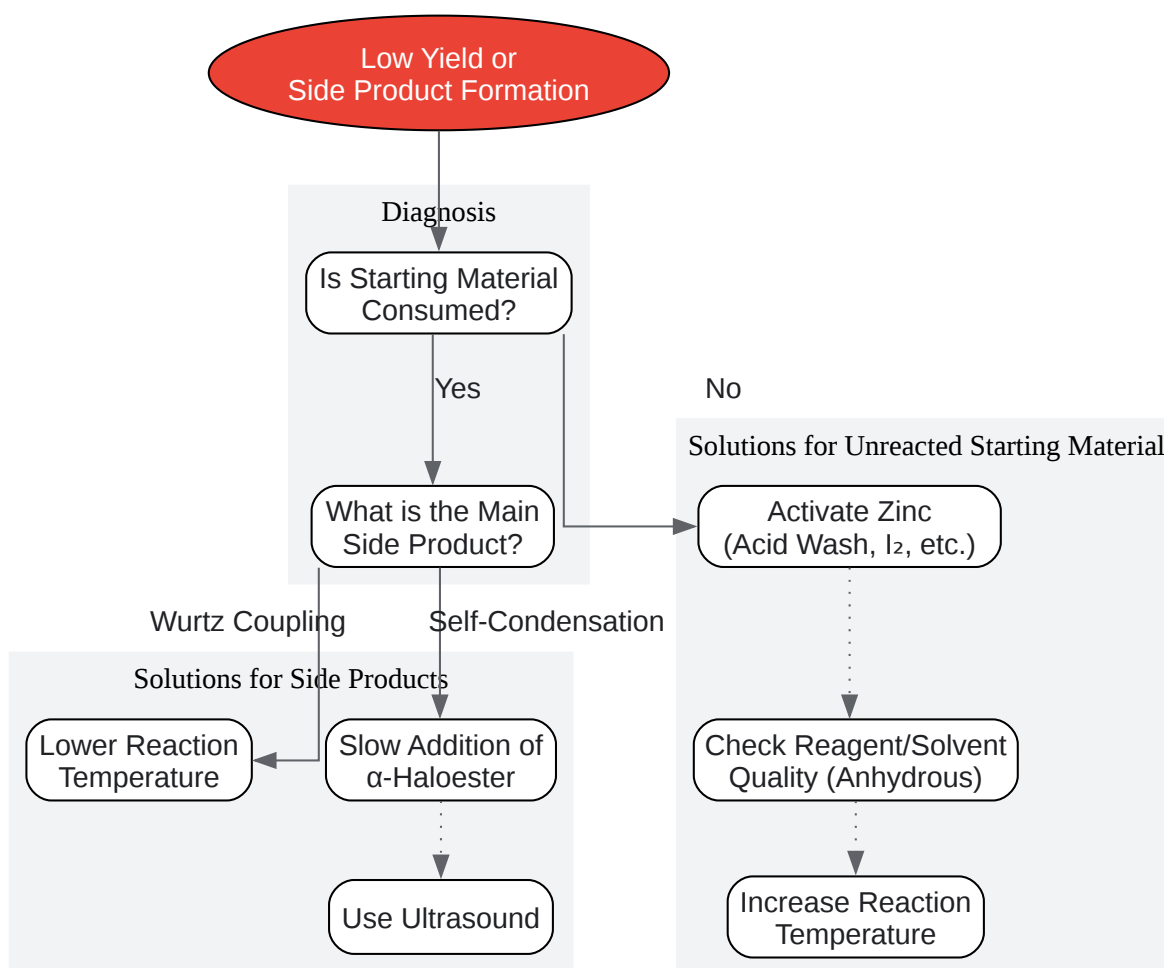 Low Yield or
Side Product Formation
Diagnosis
Is Starting Material
Consumed?
Yes
No
Solutions for Unreacted Starting Material
What is the Main
Side Product?
Activate Zinc
(Acid Wash, I₂, etc.)
Wurtz Coupling
Self-Condensation
Solutions for Side Products
Lower Reaction
Temperature
Slow Addition of
α-Haloester
Check Reagent/Solvent
Quality (Anhydrous)
Use Ultrasound
Increase Reaction
Temperature